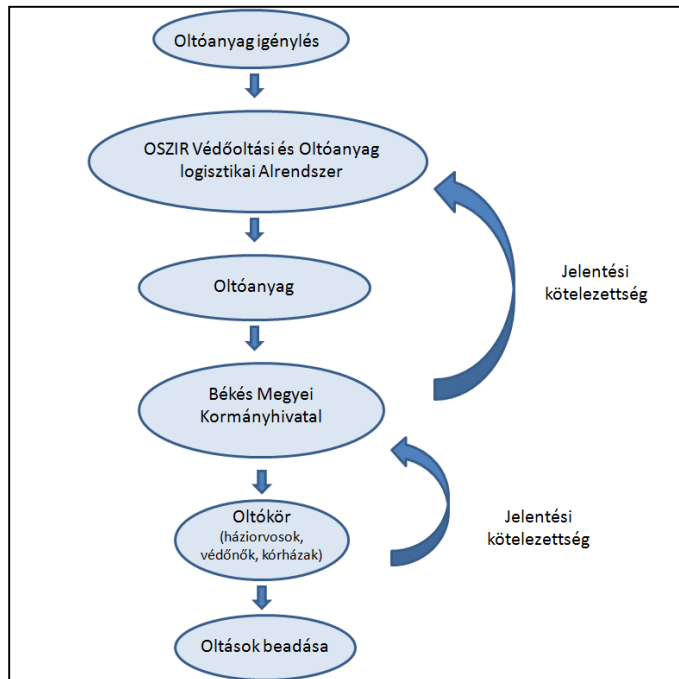 Oltóanyag igénylés
OSZIR Védőoltási és Oltóanyag
logisztikai Alrendszer
Oltóanyag
Jelentési
kötelezettség
Békés Megyei
Kormányhivatal
Oltókör
(háziorvosok,
védőnők, kórházak)
Jelentési
kötelezettség
Oltások beadása